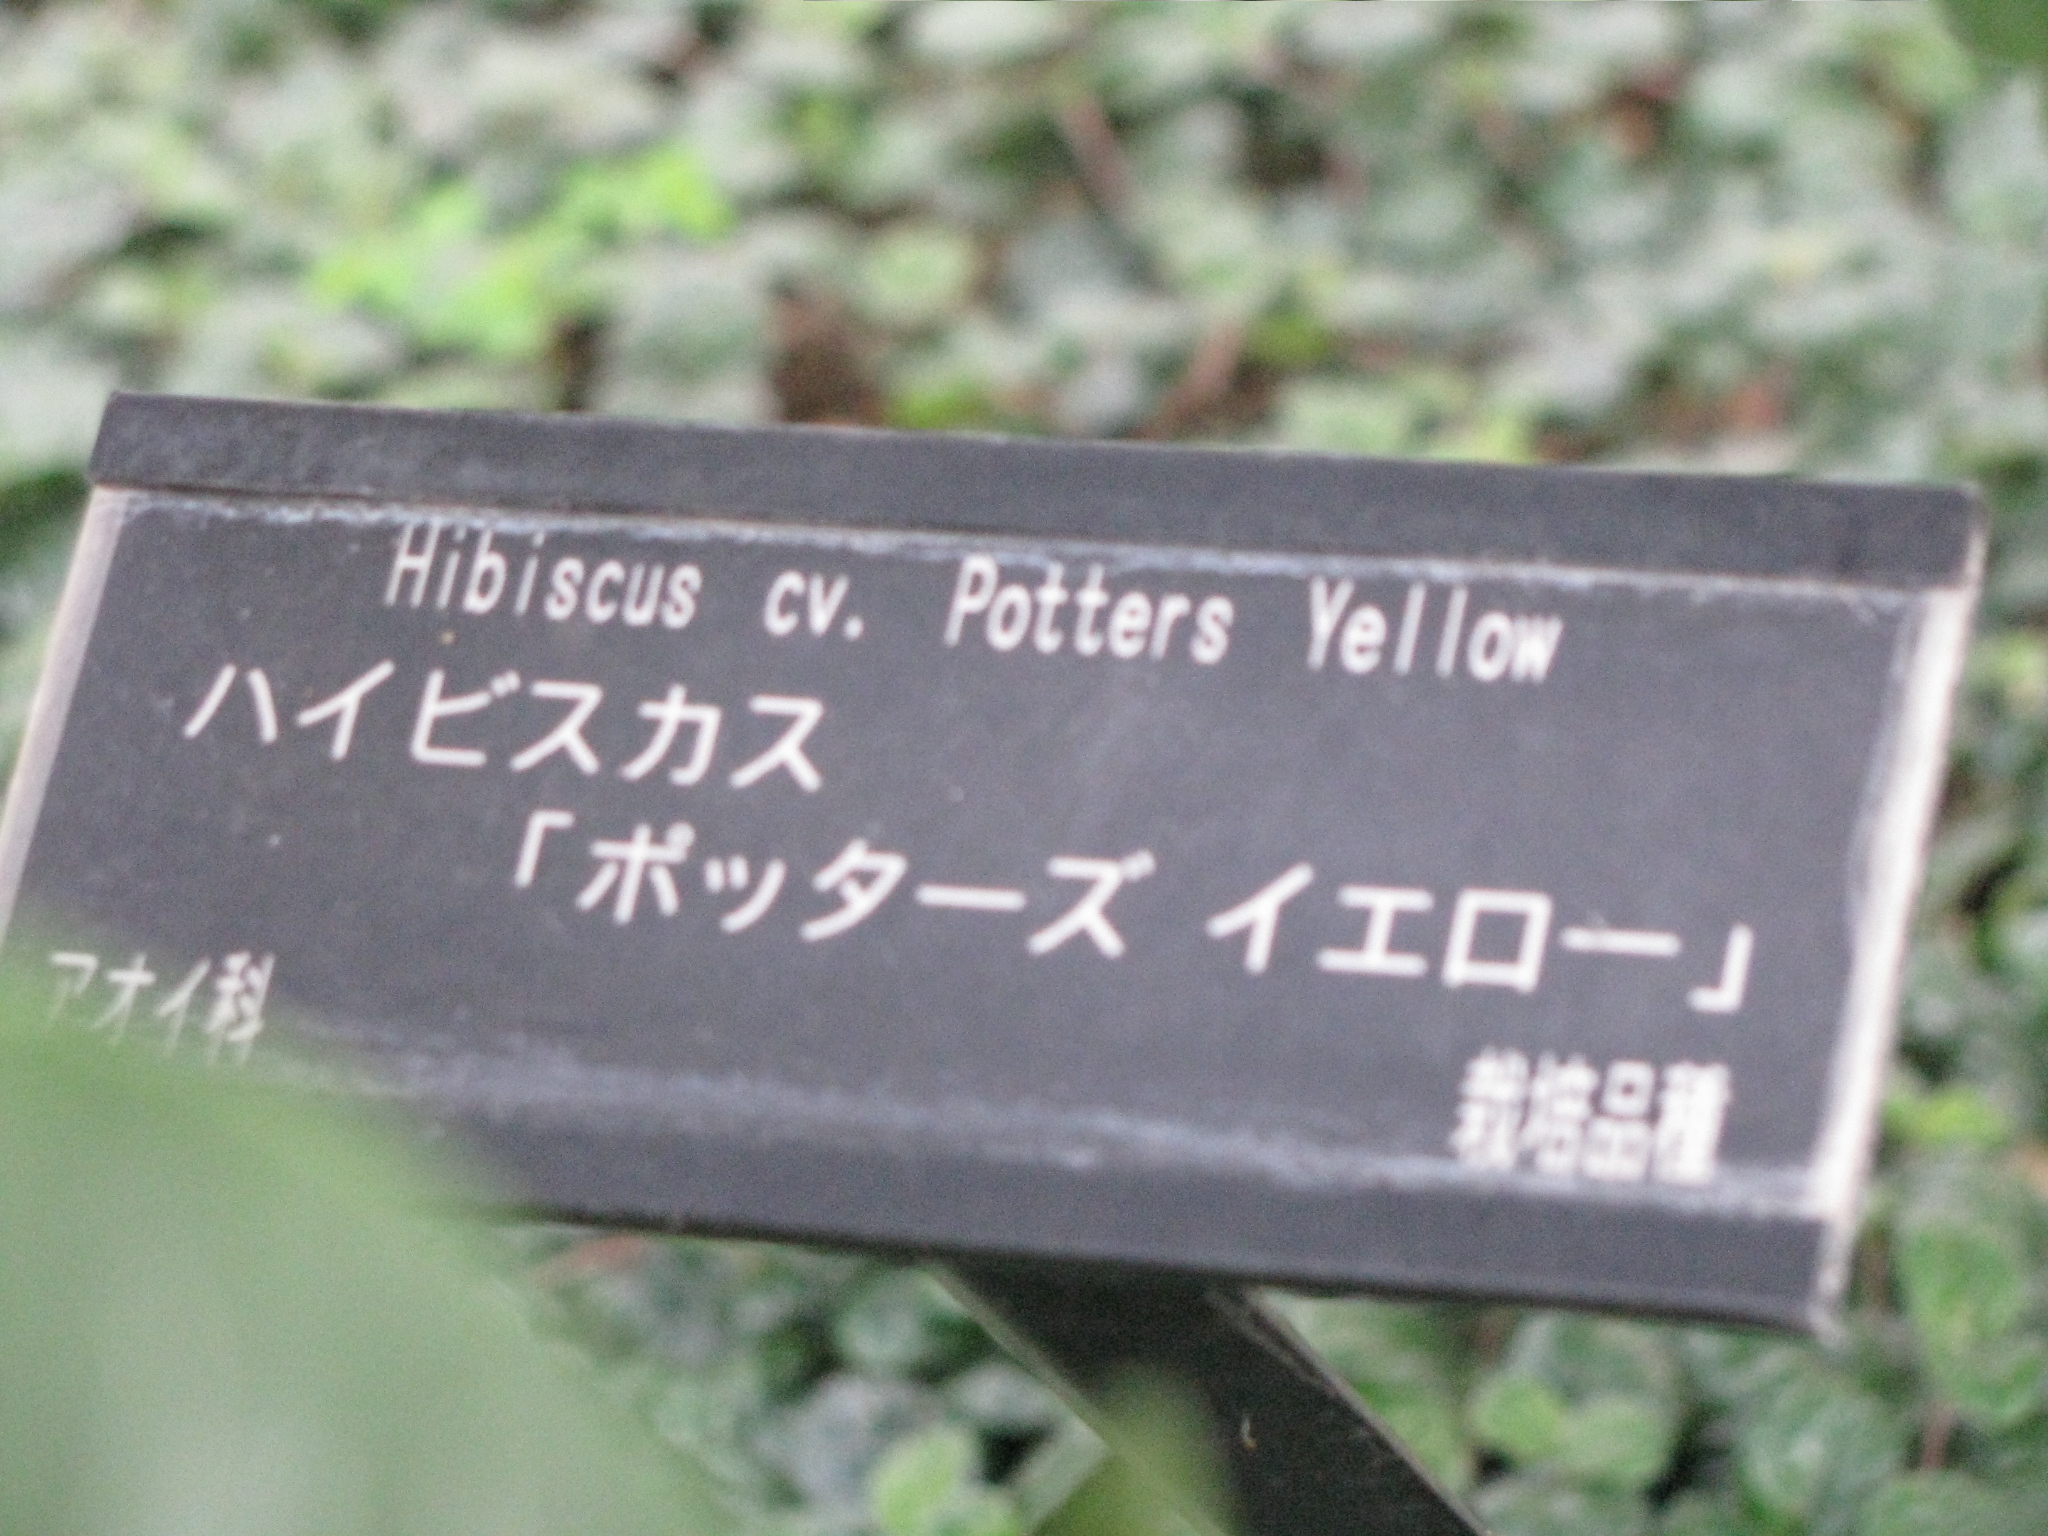 Hibiscus cv. Potters Yellow
ハイビスカス
「ポッターズ イエロー」
アオイ科
栽培品種